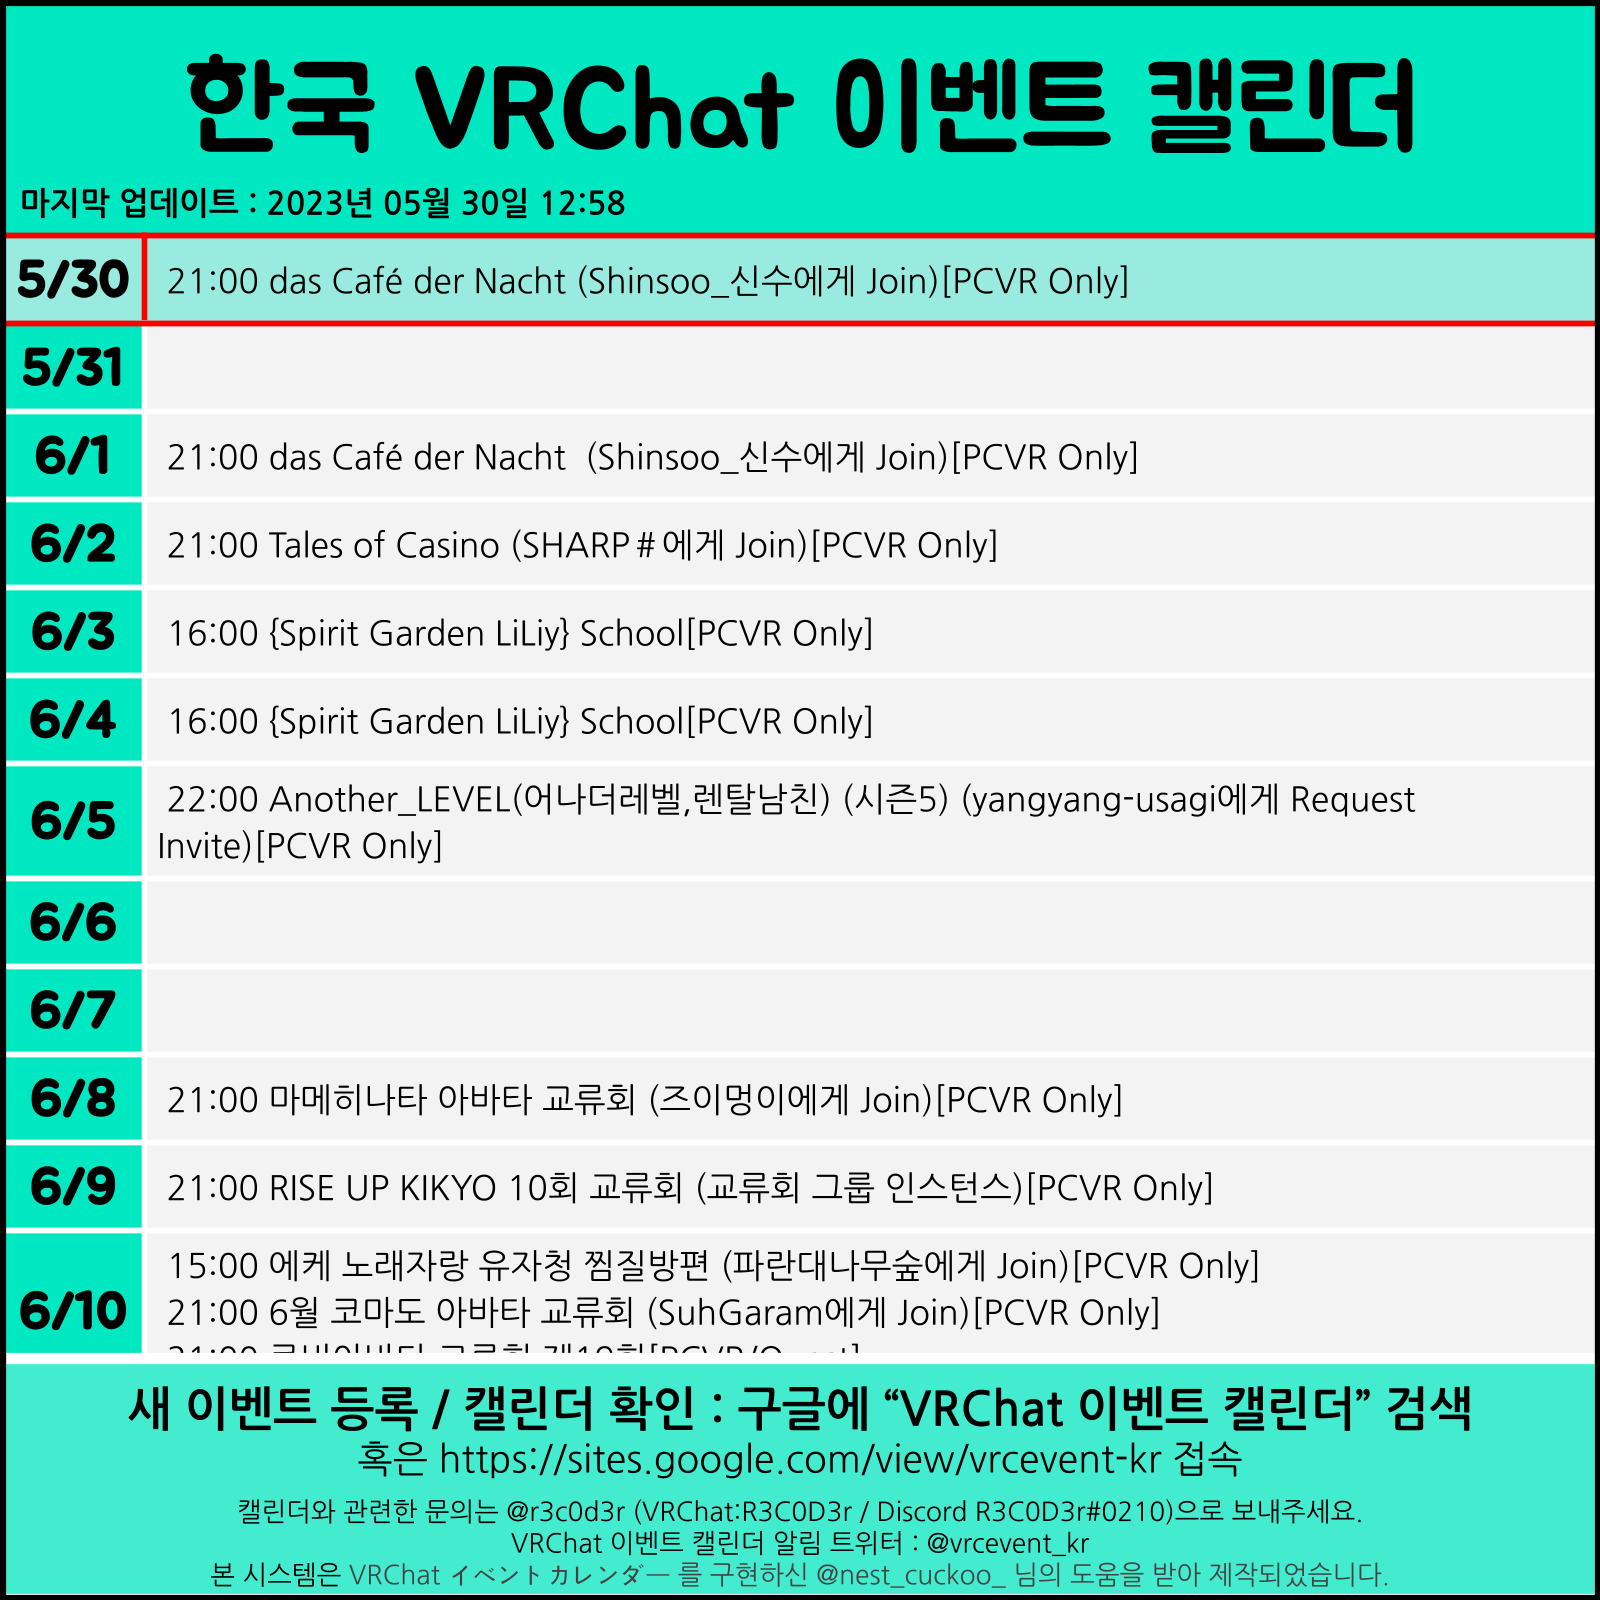 한국 VRChat 이벤트 캘린더
마지막 업데이트 : 2023년 05월 30일 12:58
5/30 21:00 das Café der Nacht (Shinsoo_신수에게 Join)[PCVR Only]
5/31
6/1 21:00 das Café der Nacht  (Shinsoo_신수에게 Join)[PCVR Only]
6/2 21:00 Tales of Casino (SHARP＃에게 Join)[PCVR Only]
6/3 16:00 {Spirit Garden LiLiy} School[PCVR Only]
6/4 16:00 {Spirit Garden LiLiy} School[PCVR Only]
6/5 22:00 Another_LEVEL(어나더레벨,렌탈남친) (시즌5) (yangyang-usagi에게 Request
Invite)[PCVR Only]
6/6
6/7
6/8 21:00 마메히나타 아바타 교류회 (즈이멍이에게 Join)[PCVR Only]
6/9 21:00 RISE UP KIKYO 10회 교류회 (교류회 그룹 인스턴스)[PCVR Only]
6/10 15:00 에케 노래자랑 유자청 찜질방편 (파란대나무숲에게 Join)[PCVR Only]
21:00 6월 코마도 아바타 교류회 (SuhGaram에게 Join)[PCVR Only]
21:00 교류회 [PCVR/Quest]
새 이벤트 등록 / 캘린더 확인 : 구글에 “VRChat 이벤트 캘린더” 검색
혹은 https://sites.google.com/view/vrcevent-kr 접속
캘린더와 관련한 문의는 @r3c0d3r (VRChat:R3C0D3r / Discord R3C0D3r#0210)으로 보내주세요.
VRChat 이벤트 캘린더 알림 트위터 : @vrcevent_kr
본 시스템은 VRChat イベントカレンダー 를 구현하신 @nest_cuckoo_ 님의 도움을 받아 제작되었습니다.